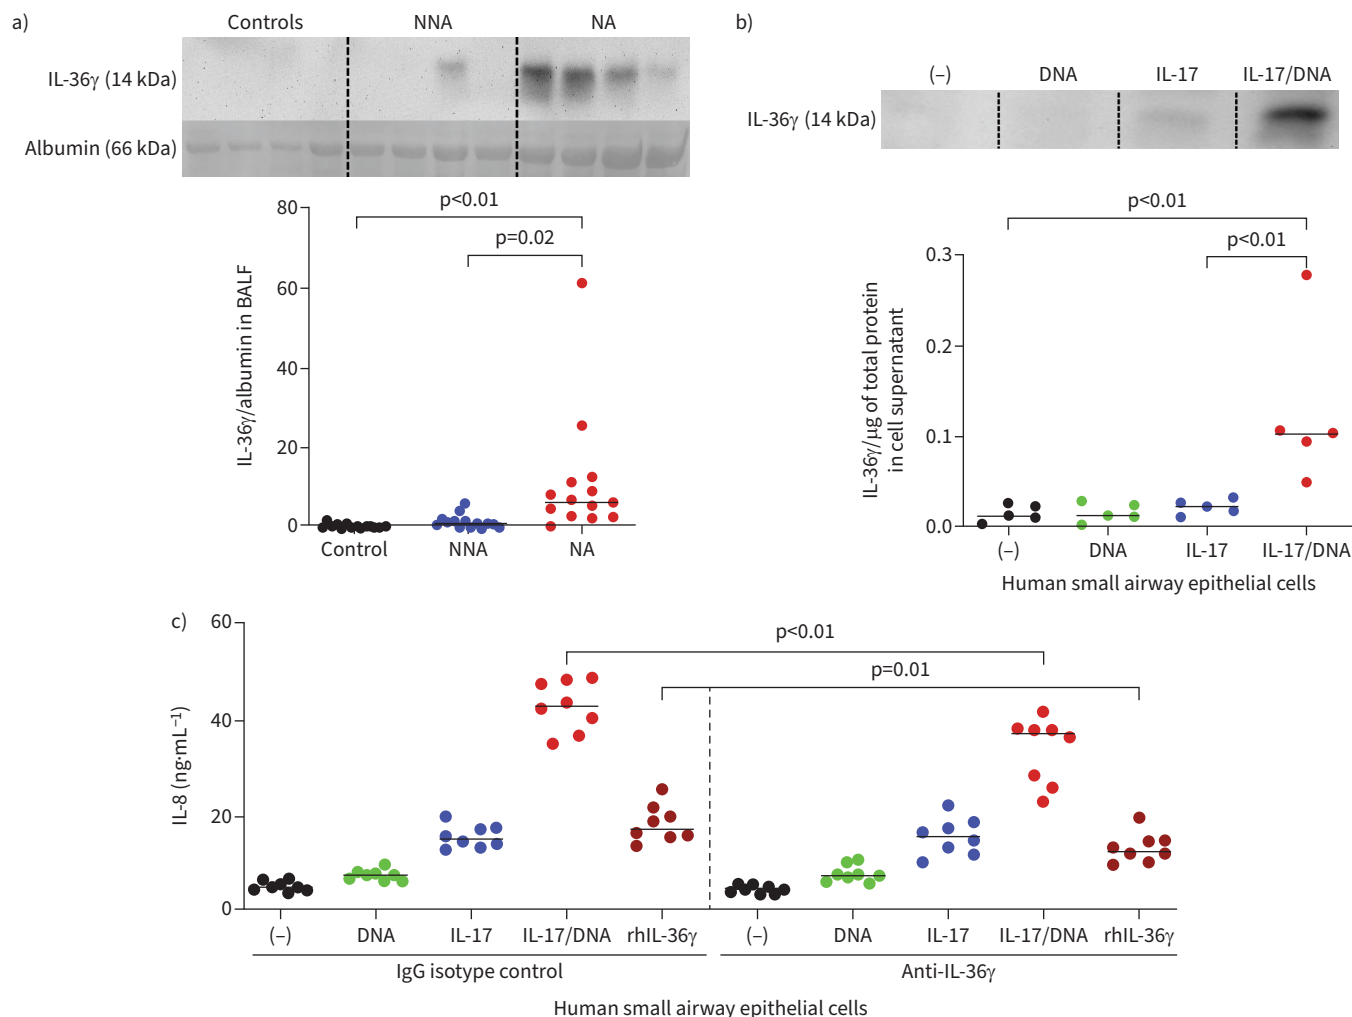 a)
Controls NNA NA
IL-36γ (14 kDa)
Albumin (66 kDa)
80
60
40
20
0
IL-36γ/albumin in BALF
p<0.01
p=0.02
Control NNA NA
b)
(–) DNA IL-17 IL-17/DNA
IL-36γ (14 kDa)
0.3
0.2
0.1
0.0
IL-36γ/μg of total protein
in cell supernatant
p<0.01
p<0.01
(–) DNA IL-17 IL-17/DNA
Human small airway epithelial cells
c)
60
40
20
0
IL-8 (ng·mL⁻¹)
p<0.01
p=0.01
(–) DNA IL-17 IL-17/DNA rhIL-36γ (–) DNA IL-17 IL-17/DNA rhIL-36γ
IgG isotype control Anti-IL-36γ
Human small airway epithelial cells